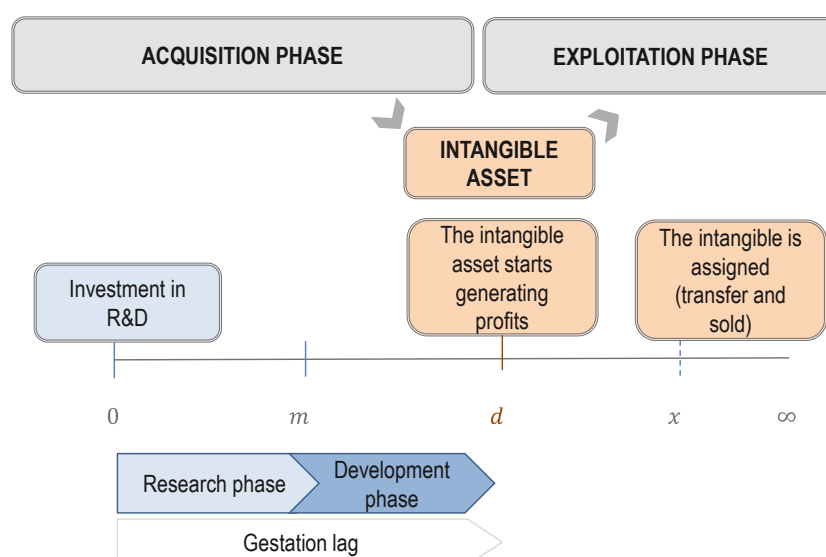 ACQUISITION PHASE
EXPLOITATION PHASE
INTANGIBLE
ASSET
Investment in
R&D
The intangible
asset starts
generating
profits
The intangible is
assigned
(transfer and
sold)
0 m d x ∞
Research phase
Development
phase
Gestation lag